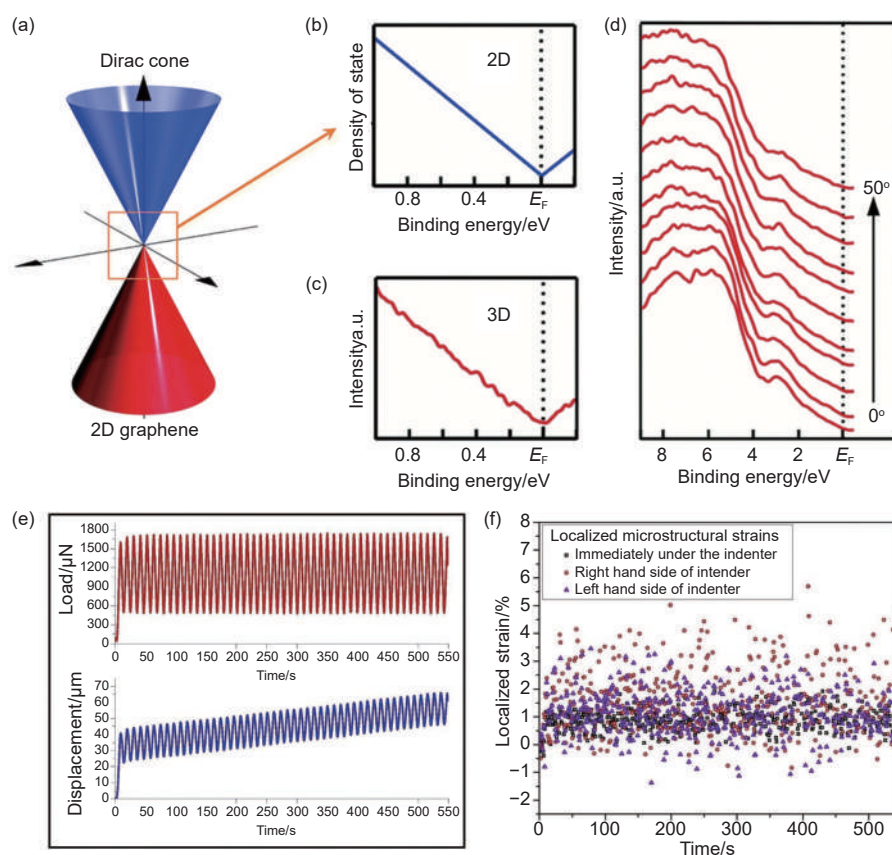 (a)
Dirac cone
2D graphene
(b)
Density of state
2D
0.8
0.4
EF
Binding energy/eV
(c)
Intensitya.u.
3D
0.8
0.4
EF
Binding energy/eV
(d)
Intensity/a.u.
50o
0o
8
6
4
2
EF
Binding energy/eV
(e)
Load/μN
1800
1500
1200
900
600
300
0
0
50
100
150
200
250
300
350
400
450
500
550
Time/s
Displacement/μm
70
60
50
40
30
20
10
0
0
50
100
150
200
250
300
350
400
450
500
550
Time/s
(f)
Localized strain/%
8
7
6
5
4
3
2
1
0
−1
−2
Localized microstructural strains
Immediately under the indenter
Right hand side of intender
Left hand side of indenter
0
100
200
300
400
500
Time/s